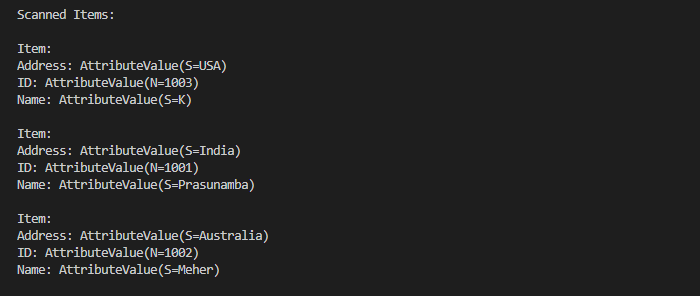 Scanned Items:
Item:
Address: AttributeValue(S=USA)
ID: AttributeValue(N=1003)
Name: AttributeValue(S=K)
Item:
Address: AttributeValue(S=India)
ID: AttributeValue(N=1001)
Name: AttributeValue(S=Prasunamba)
Item:
Address: AttributeValue(S=Australia)
ID: AttributeValue(N=1002)
Name: AttributeValue(S=Meher)